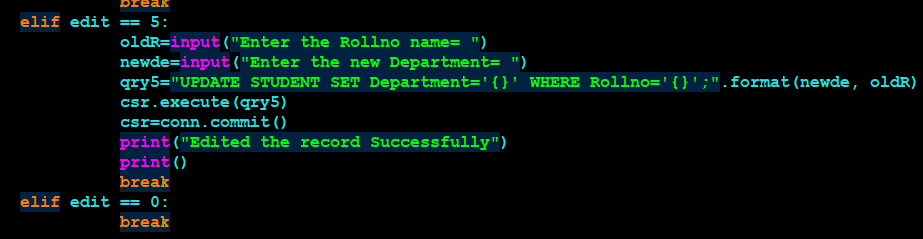 break
elif edit == 5:
oldR=input("Enter the Rollno name= ")
newde=input("Enter the new Department= ")
qry5="UPDATE STUDENT SET Department='{}' WHERE Rollno='{}';".format(newde, oldR)
csr.execute(qry5)
csr=conn.commit()
print("Edited the record Successfully")
print()
break
elif edit == 0:
break